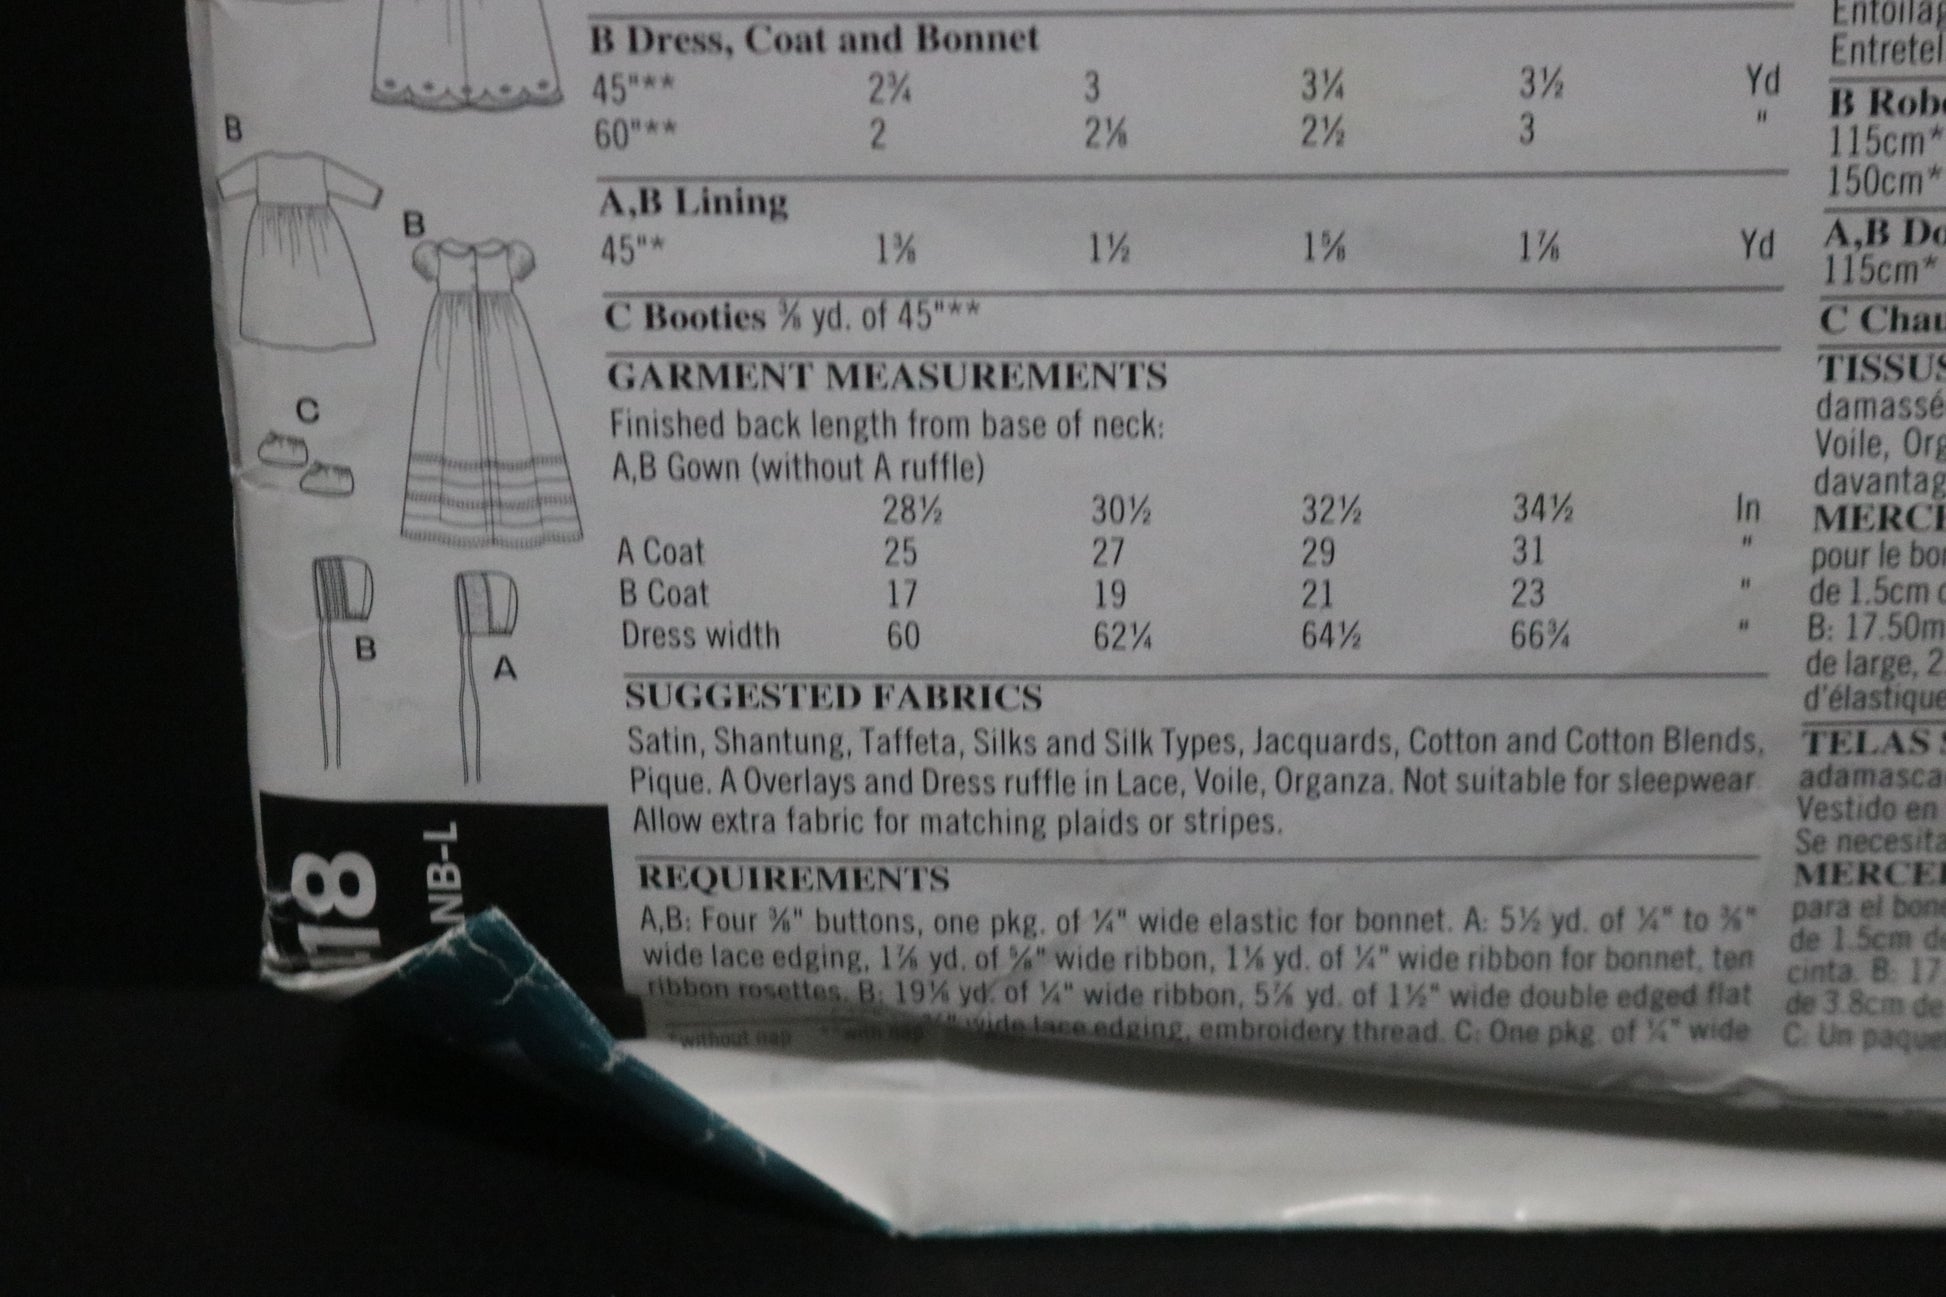 B Dress, Coat and Bonnet
45"** 2¾ 3 3¼ 3½ Yd
60"** 2 2⅛ 2½ 3 "
A,B Lining
45"* 1⅜ 1½ 1⅝ 1⅞ Yd
C Booties ⅜ yd. of 45"**
GARMENT MEASUREMENTS
Finished back length from base of neck:
A,B Gown (without A ruffle)
28½ 30½ 32½ 34½ In
A Coat 25 27 29 31 "
B Coat 17 19 21 23 "
Dress width 60 62¼ 64½ 66¾ "
SUGGESTED FABRICS
Satin, Shantung, Taffeta, Silks and Silk Types, Jacquards, Cotton and Cotton Blends,
Pique. A Overlays and Dress ruffle in Lace, Voile, Organza. Not suitable for sleepwear.
Allow extra fabric for matching plaids or stripes.
REQUIREMENTS
A,B: Four ⅜" buttons, one pkg. of ¼" wide elastic for bonnet. A: 5½ yd. of ¼" to ⅜"
wide lace edging, 1⅞ yd. of ⅝" wide ribbon, 1⅛ yd. of ¼" wide ribbon for bonnet, ten
ribbon rosettes. B: 19⅛ yd. of ¼" wide ribbon, 5⅞ yd. of 1½" wide double edged flat
wide lace edging, embroidery thread. C: One pkg. of ¼" wide
*without nap **with nap
B
B
C
B
A
18
NB-L
Entretel
B Robe
115cm*
150cm*
A,B Do
115cm*
C Chau
TISSUS
damassé
Voile, Org
davantag
MERCE
pour le bon
de 1.5cm d
B: 17.50m
de large, 2
d'élastique
TELAS S
adamasca
Vestido en
Se necesita
MERCE
para el bone
de 1.5cm de
cinta. B: 17
de 3.8cm de
C: Un paque